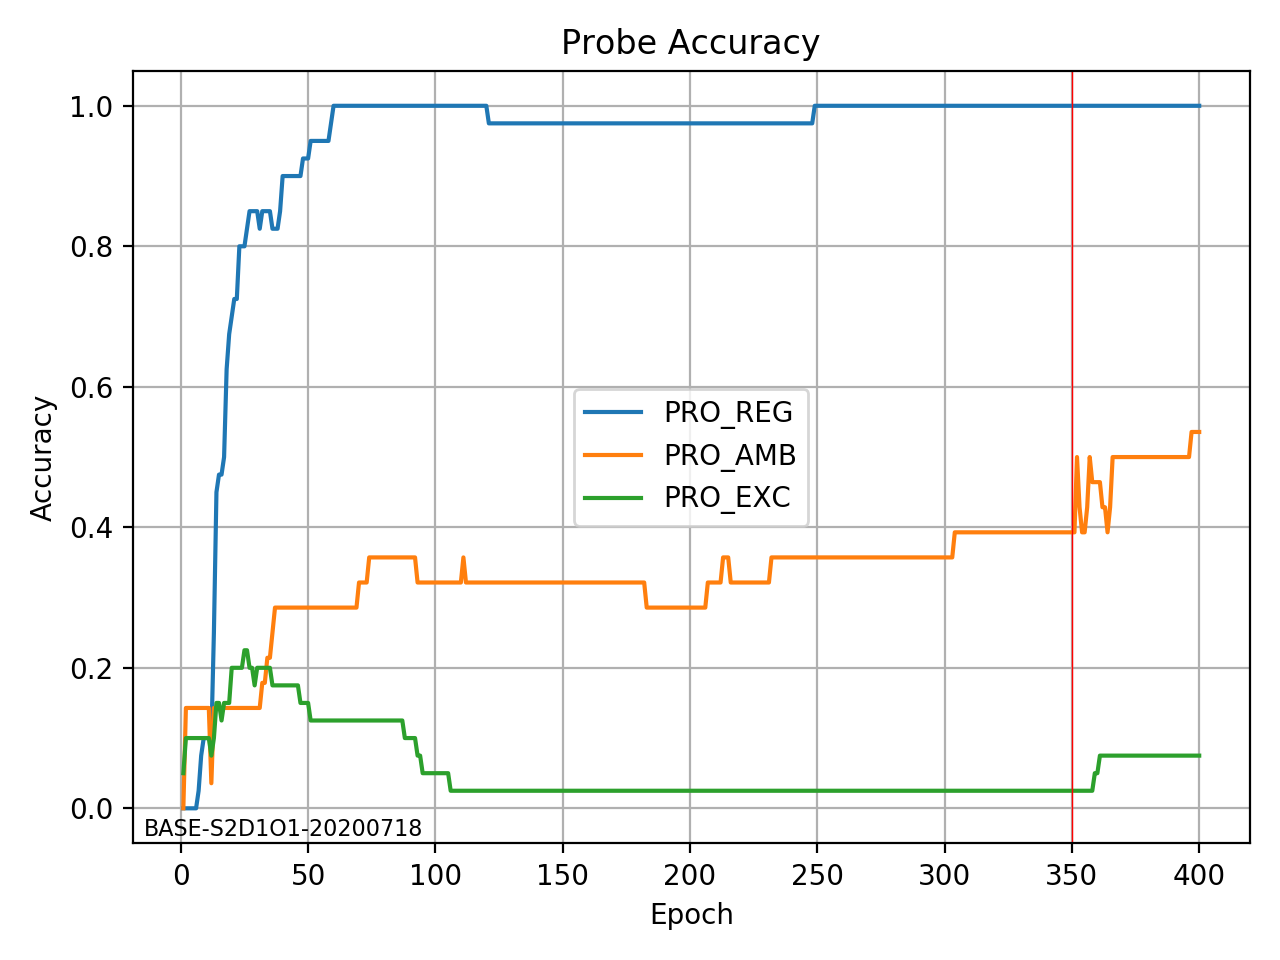 Probe Accuracy
1.0
0.8
0.6
0.4
0.2
0.0
Accuracy
PRO_REG
PRO_AMB
PRO_EXC
BASE-S2D1O1-20200718
0 50 100 150 200 250 300 350 400
Epoch